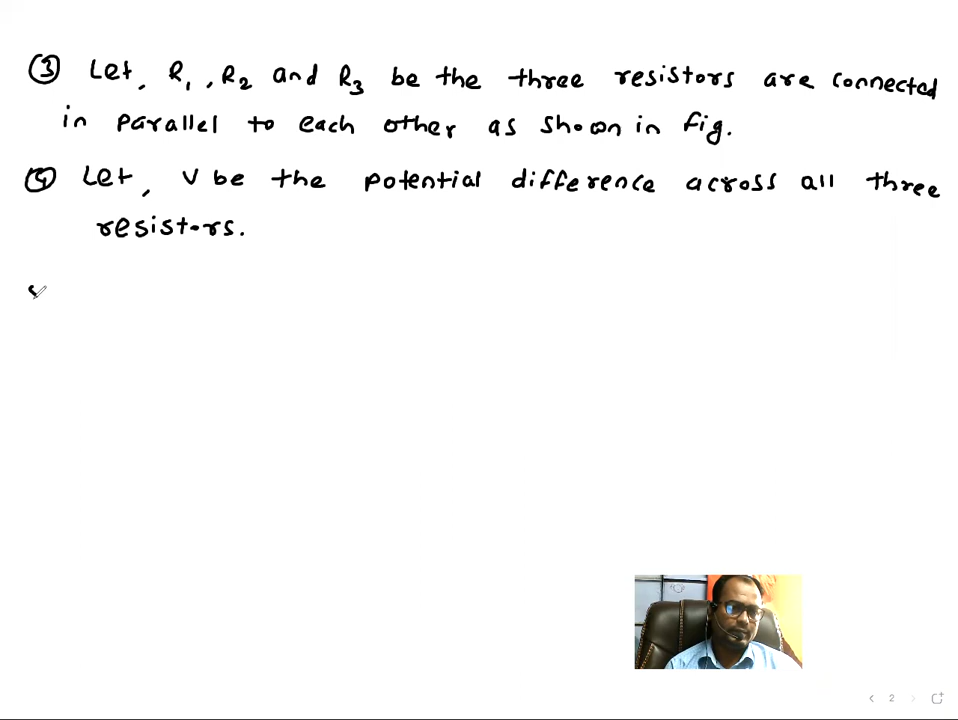 ③ Let, R1, R2 and R3 be the three resistors are connected
in parallel to each other as shown in fig.
④ Let, V be the potential difference across all three
resistors.
2